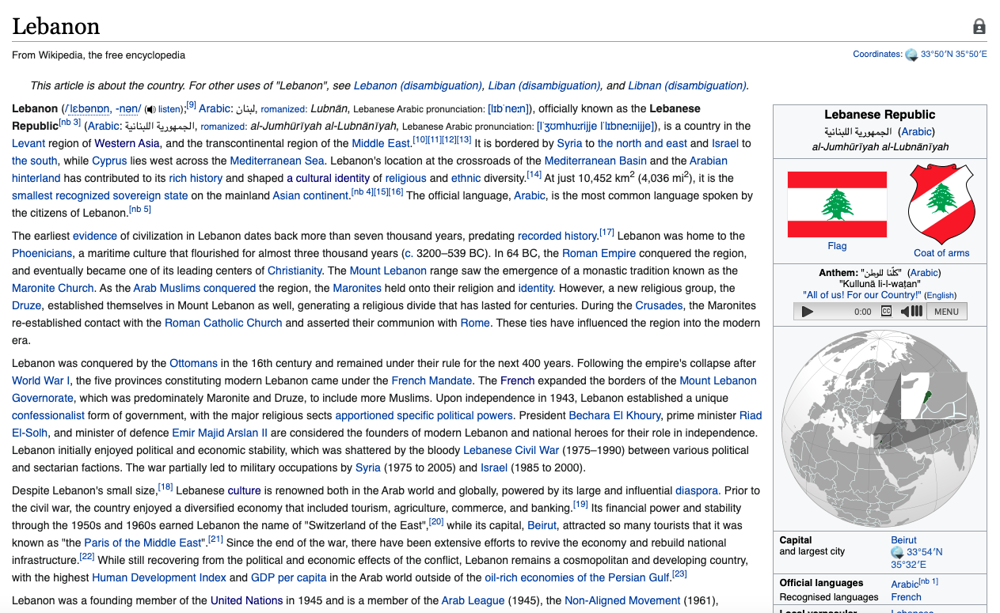 Lebanon
From Wikipedia, the free encyclopedia
Coordinates: 33°50′N 35°50′E
This article is about the country. For other uses of "Lebanon", see Lebanon (disambiguation), Liban (disambiguation), and Libnan (disambiguation).
Lebanon (/ˈlɛbənɒn, -nən/ (listen);[9] Arabic: لبنان, romanized: Lubnān, Lebanese Arabic pronunciation: [lɪbˈneːn]), officially known as the Lebanese
Republic[nb 3] (Arabic: الجمهورية اللبنانية, romanized: al-Jumhūrīyah al-Lubnānīyah, Lebanese Arabic pronunciation: [lˈʒʊmhuːrijje lˈlɪbneːnijje]), is a country in the
Levant region of Western Asia, and the transcontinental region of the Middle East.[10][11][12][13] It is bordered by Syria to the north and east and Israel to
the south, while Cyprus lies west across the Mediterranean Sea. Lebanon's location at the crossroads of the Mediterranean Basin and the Arabian
hinterland has contributed to its rich history and shaped a cultural identity of religious and ethnic diversity.[14] At just 10,452 km2 (4,036 mi2), it is the
smallest recognized sovereign state on the mainland Asian continent.[nb 4][15][16] The official language, Arabic, is the most common language spoken by
the citizens of Lebanon.[nb 5]
The earliest evidence of civilization in Lebanon dates back more than seven thousand years, predating recorded history.[17] Lebanon was home to the
Phoenicians, a maritime culture that flourished for almost three thousand years (c. 3200–539 BC). In 64 BC, the Roman Empire conquered the region,
and eventually became one of its leading centers of Christianity. The Mount Lebanon range saw the emergence of a monastic tradition known as the
Maronite Church. As the Arab Muslims conquered the region, the Maronites held onto their religion and identity. However, a new religious group, the
Druze, established themselves in Mount Lebanon as well, generating a religious divide that has lasted for centuries. During the Crusades, the Maronites
re-established contact with the Roman Catholic Church and asserted their communion with Rome. These ties have influenced the region into the modern
era.
Lebanon was conquered by the Ottomans in the 16th century and remained under their rule for the next 400 years. Following the empire's collapse after
World War I, the five provinces constituting modern Lebanon came under the French Mandate. The French expanded the borders of the Mount Lebanon
Governorate, which was predominately Maronite and Druze, to include more Muslims. Upon independence in 1943, Lebanon established a unique
confessionalist form of government, with the major religious sects apportioned specific political powers. President Bechara El Khoury, prime minister Riad
El-Solh, and minister of defence Emir Majid Arslan II are considered the founders of modern Lebanon and national heroes for their role in independence.
Lebanon initially enjoyed political and economic stability, which was shattered by the bloody Lebanese Civil War (1975–1990) between various political
and sectarian factions. The war partially led to military occupations by Syria (1975 to 2005) and Israel (1985 to 2000).
Despite Lebanon's small size,[18] Lebanese culture is renowned both in the Arab world and globally, powered by its large and influential diaspora. Prior to
the civil war, the country enjoyed a diversified economy that included tourism, agriculture, commerce, and banking.[19] Its financial power and stability
through the 1950s and 1960s earned Lebanon the name of "Switzerland of the East",[20] while its capital, Beirut, attracted so many tourists that it was
known as "the Paris of the Middle East".[21] Since the end of the war, there have been extensive efforts to revive the economy and rebuild national
infrastructure.[22] While still recovering from the political and economic effects of the conflict, Lebanon remains a cosmopolitan and developing country,
with the highest Human Development Index and GDP per capita in the Arab world outside of the oil-rich economies of the Persian Gulf.[23]
Lebanon was a founding member of the United Nations in 1945 and is a member of the Arab League (1945), the Non-Aligned Movement (1961),
Lebanese Republic
الجمهورية اللبنانية (Arabic)
al-Jumhūrīyah al-Lubnānīyah
Flag
Coat of arms
Anthem: "كلّنا للوطن" (Arabic)
"Kullunā li-l-waṭan"
"All of us! For our Country!" (English)
0:00 CC MENU
Capital
and largest city
Beirut
33°54′N
35°32′E
Official languages Arabic[nb 1]
Recognised languages French
Local vernacular Lebanese